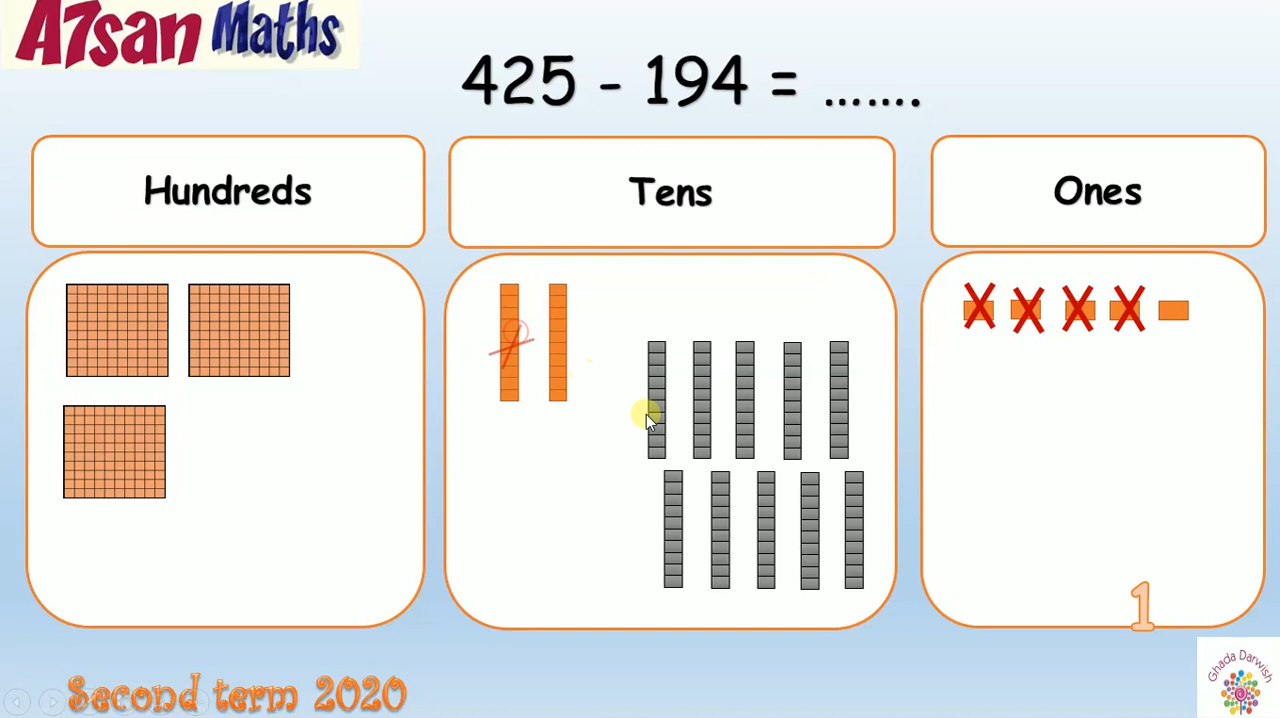 A7san Maths
425 - 194 = .......
Hundreds
Tens
Ones
1
Second term 2020
Ghada Darwish